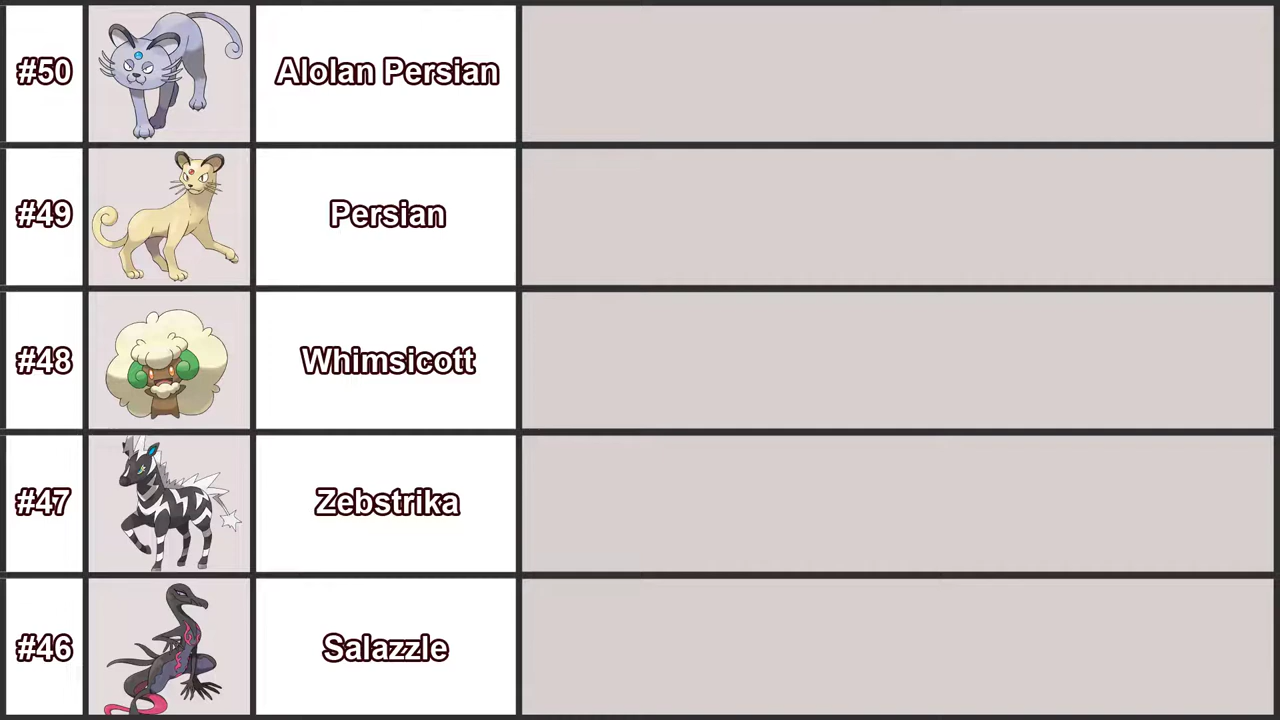 #50 Alolan Persian
#49 Persian
#48 Whimsicott
#47 Zebstrika
#46 Salazzle